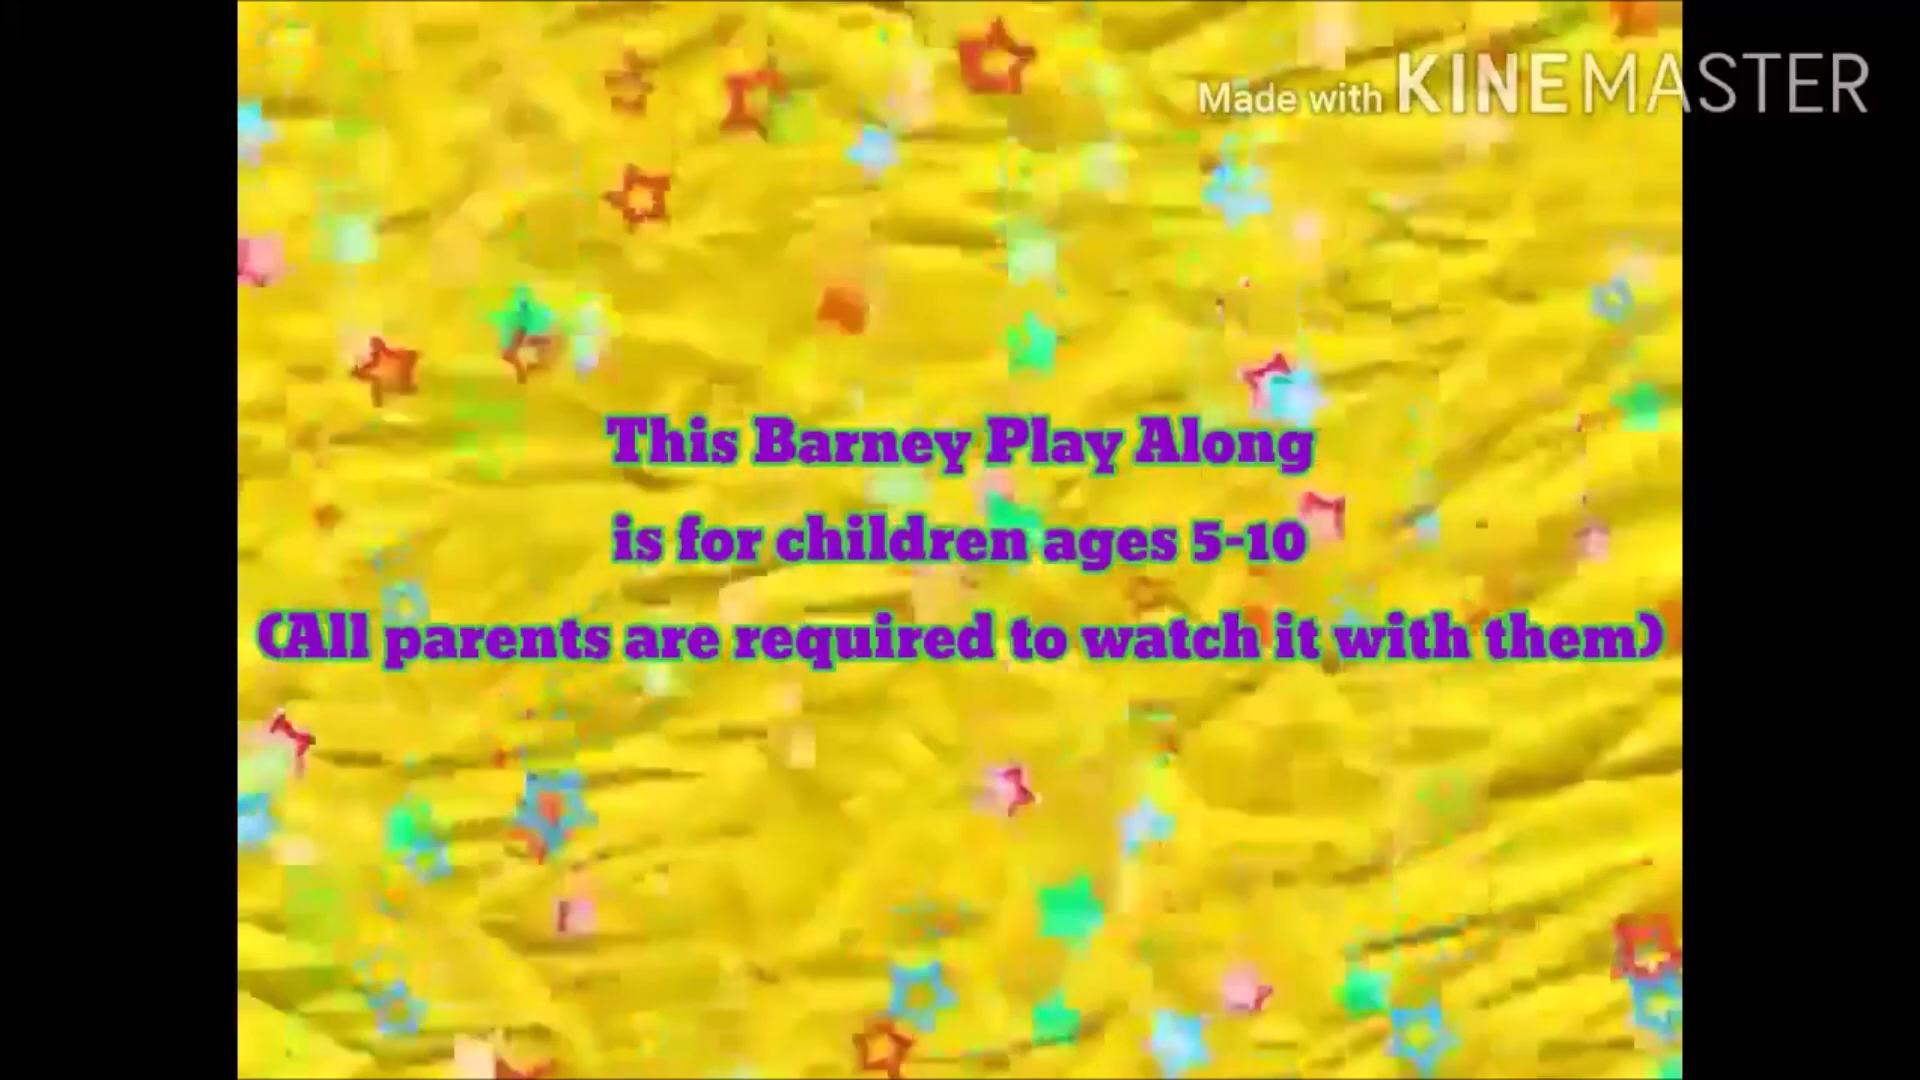 Made with KINEMASTER
This Barney Play Along
is for children ages 5-10
(All parents are required to watch it with them)